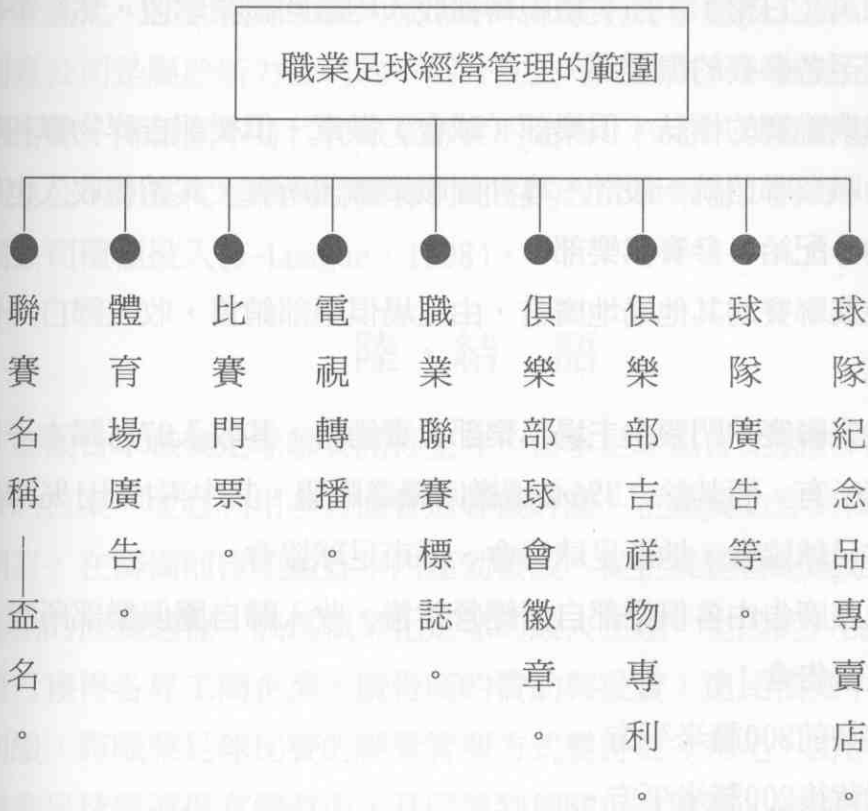 職業足球經營管理的範圍
聯賽名稱——盃名。
體育場廣告。
比賽門票。
電視轉播。
職業聯賽標誌。
俱樂部球會徽章。
俱樂部吉祥物專利。
球隊廣告等。
球隊紀念品專賣店。